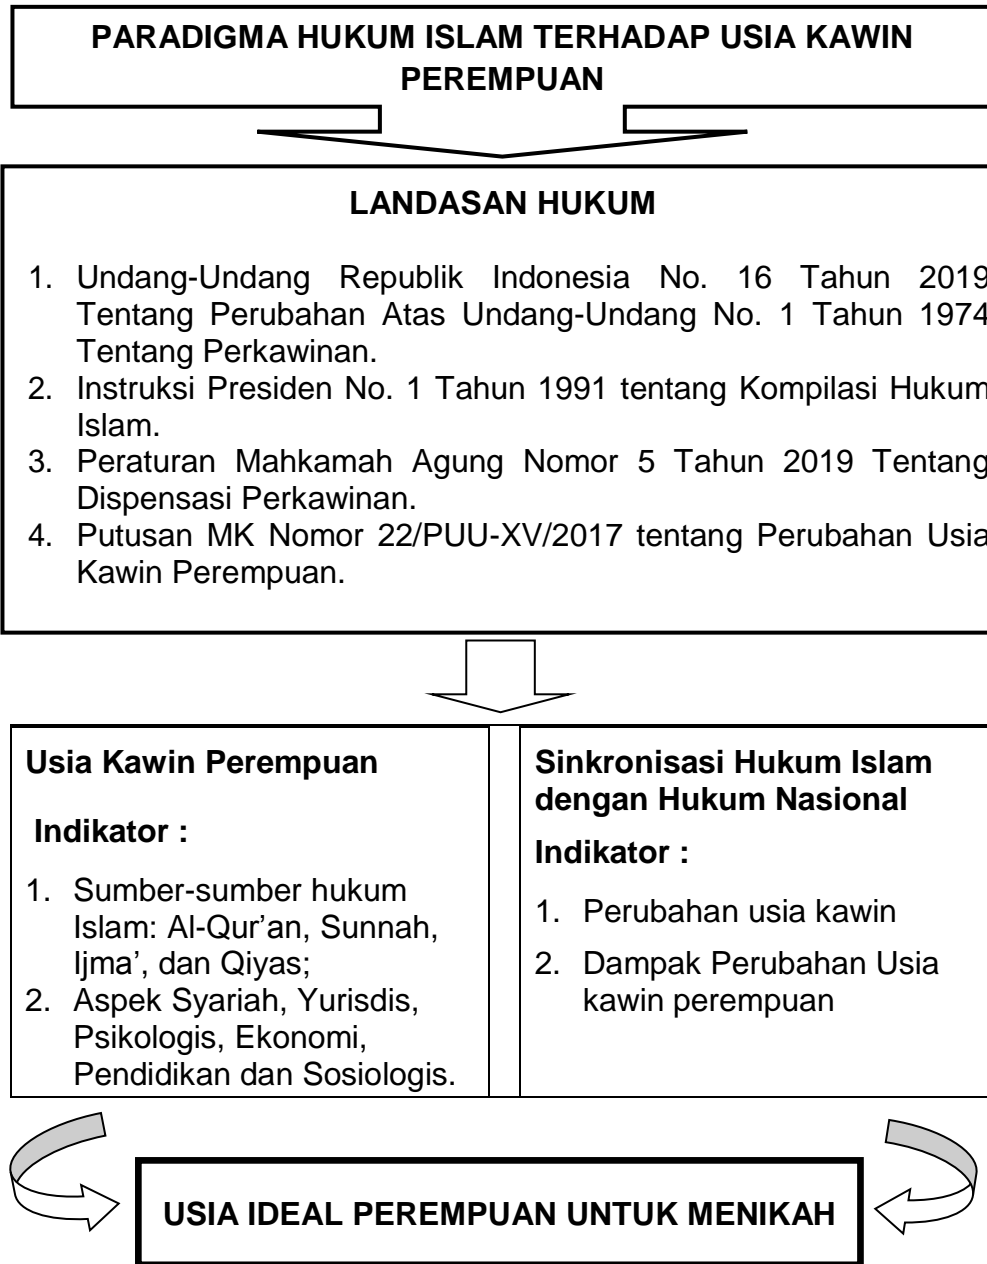 PARADIGMA HUKUM ISLAM TERHADAP USIA KAWIN
PEREMPUAN
LANDASAN HUKUM
1. Undang-Undang Republik Indonesia No. 16 Tahun 2019
Tentang Perubahan Atas Undang-Undang No. 1 Tahun 1974
Tentang Perkawinan.
2. Instruksi Presiden No. 1 Tahun 1991 tentang Kompilasi Hukum
Islam.
3. Peraturan Mahkamah Agung Nomor 5 Tahun 2019 Tentang
Dispensasi Perkawinan.
4. Putusan MK Nomor 22/PUU-XV/2017 tentang Perubahan Usia
Kawin Perempuan.
Usia Kawin Perempuan
Indikator :
1. Sumber-sumber hukum
Islam: Al-Qur’an, Sunnah,
Ijma’, dan Qiyas;
2. Aspek Syariah, Yurisdis,
Psikologis, Ekonomi,
Pendidikan dan Sosiologis.
Sinkronisasi Hukum Islam
dengan Hukum Nasional
Indikator :
1. Perubahan usia kawin
2. Dampak Perubahan Usia
kawin perempuan
USIA IDEAL PEREMPUAN UNTUK MENIKAH